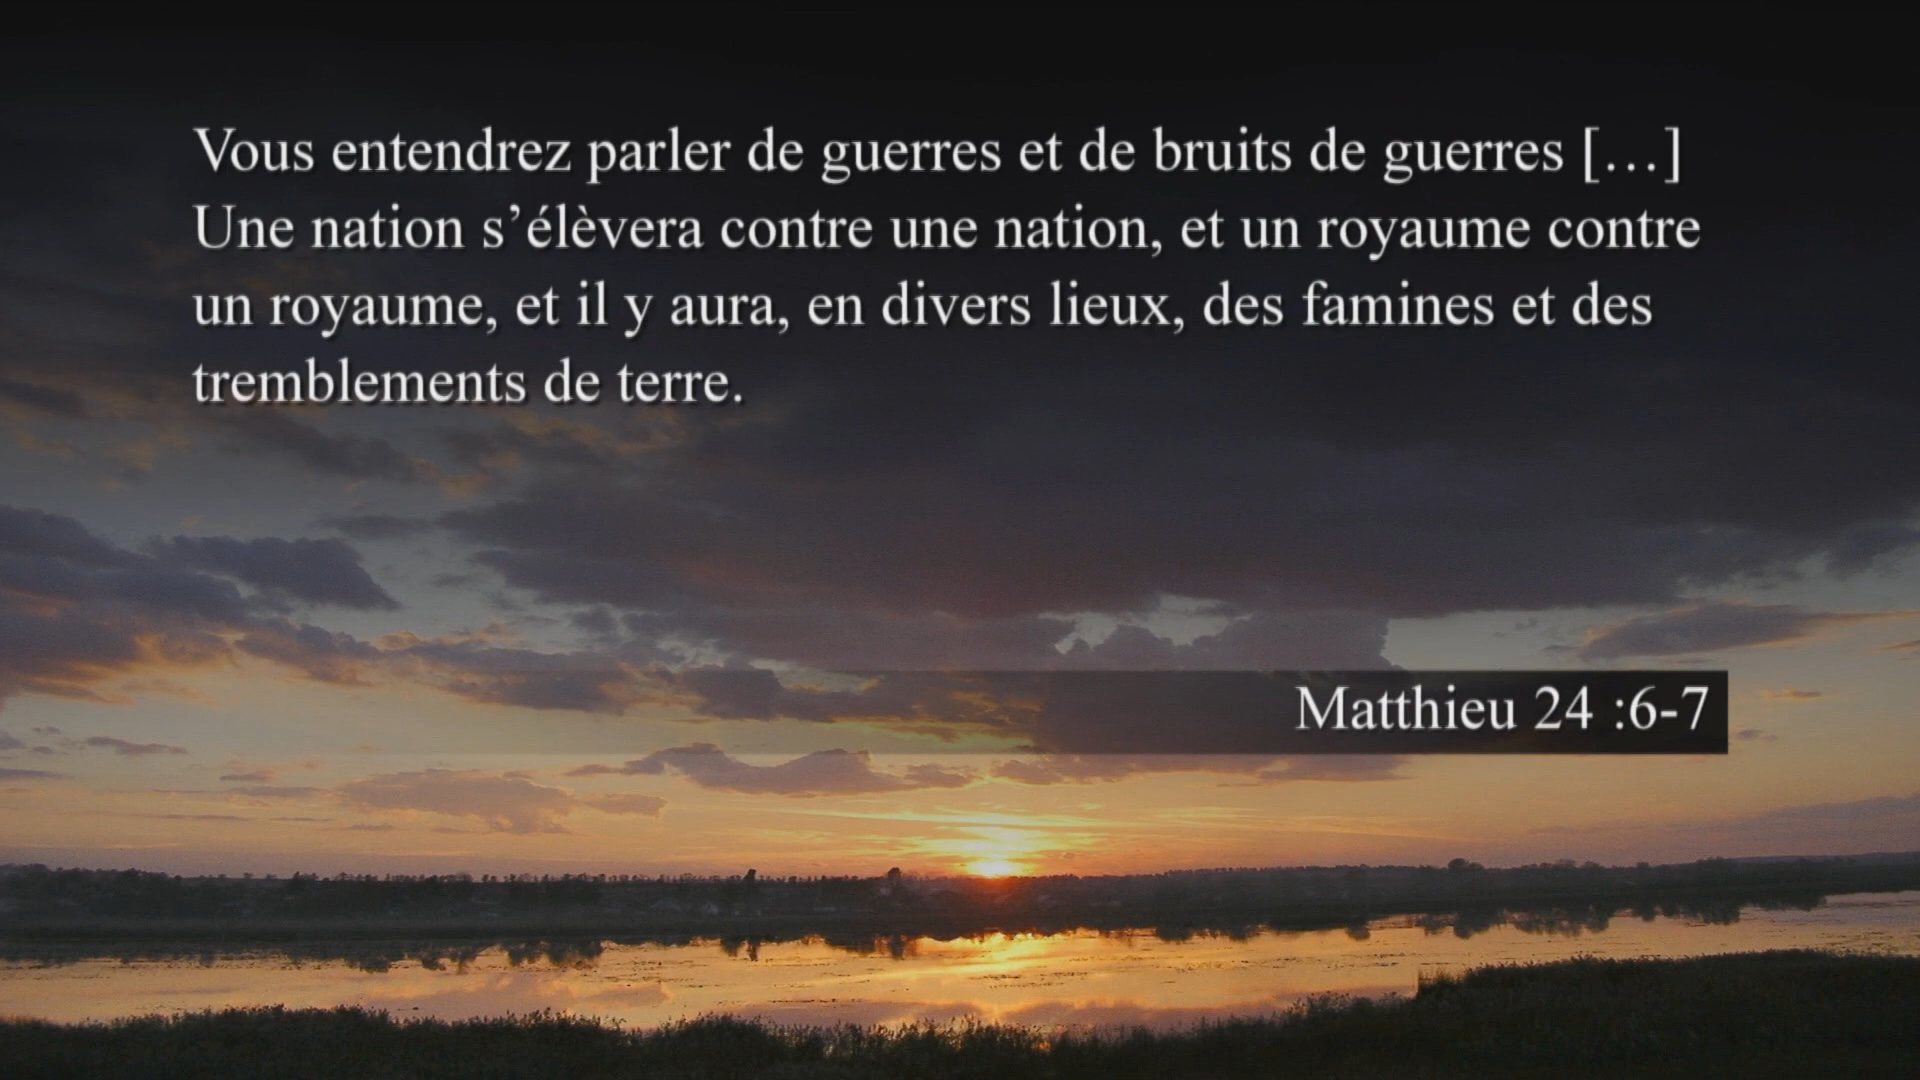 Vous entendrez parler de guerres et de bruits de guerres […]
Une nation s’élèvera contre une nation, et un royaume contre
un royaume, et il y aura, en divers lieux, des famines et des
tremblements de terre.
Matthieu 24 :6-7